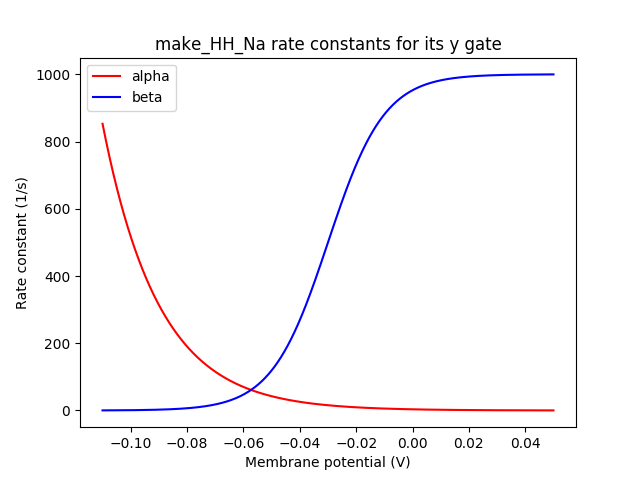 make_HH_Na rate constants for its y gate
alpha
beta
Rate constant (1/s)
1000
800
600
400
200
0
−0.10 −0.08 −0.06 −0.04 −0.02 0.00 0.02 0.04
Membrane potential (V)